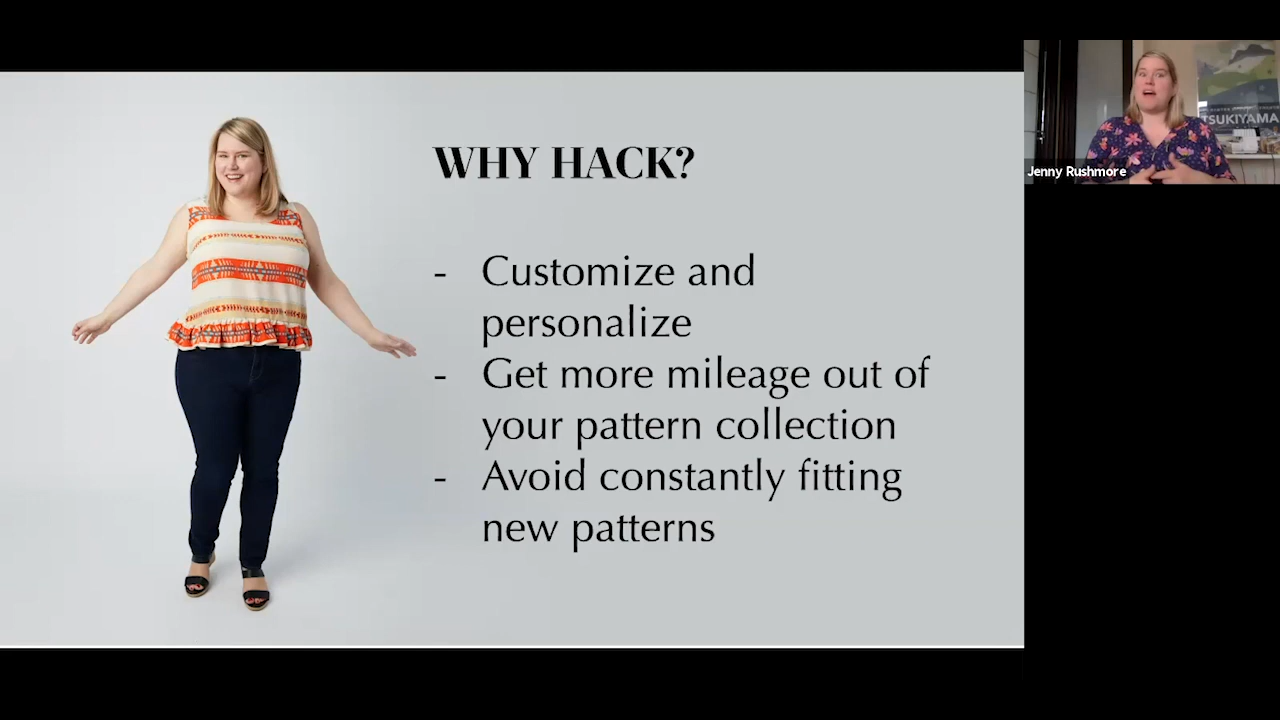 WHY HACK?
- Customize and
personalize
- Get more mileage out of
your pattern collection
- Avoid constantly fitting
new patterns
TSUKIYAMA
Jenny Rushmore